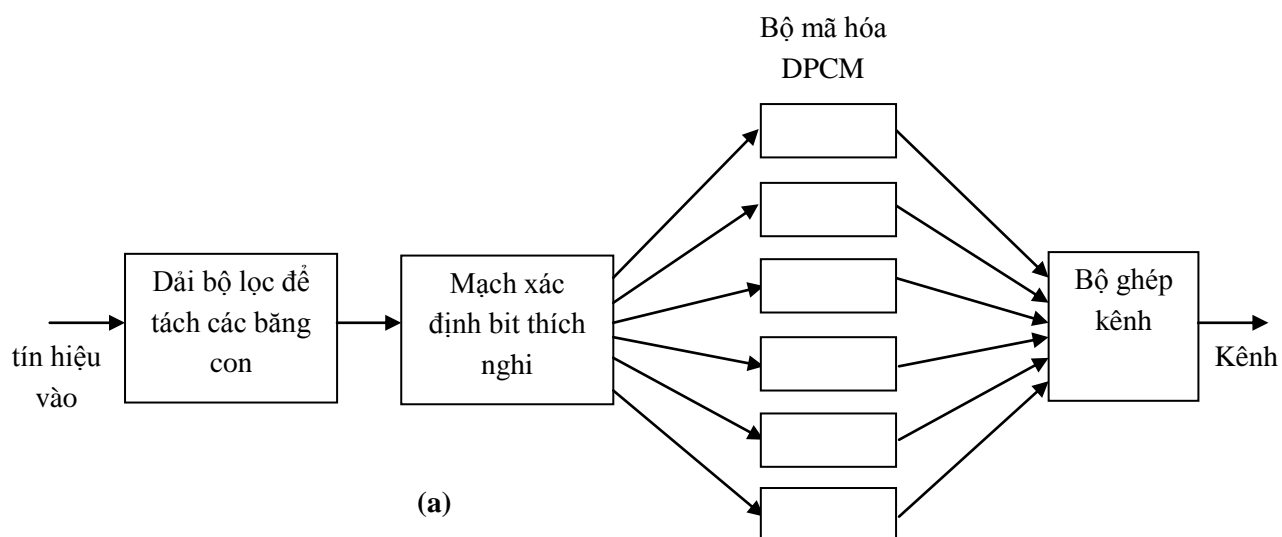 Bộ mã hóa
DPCM
Dải bộ lọc để
tách các băng
con
Mạch xác
định bit thích
nghi
Bộ ghép
kênh
tín hiệu
vào
Kênh
(a)